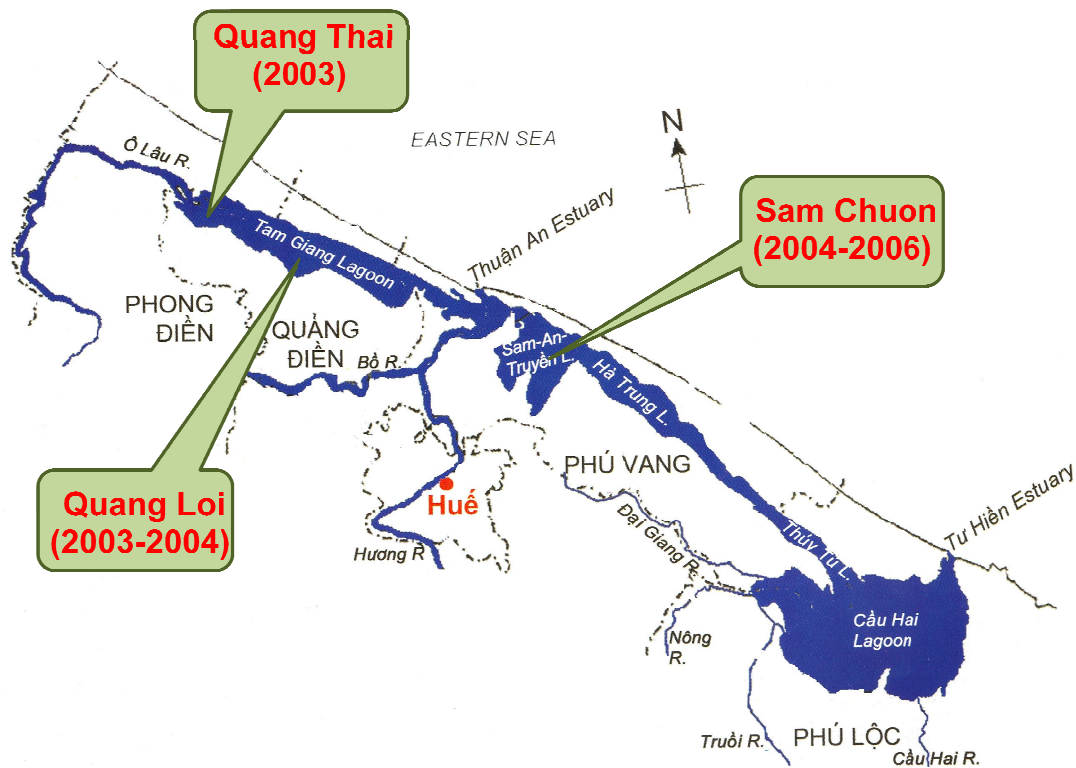 Quang Thai
(2003)
EASTERN SEA
N
Ô Lâu R.
Thuận An Estuary
Sam Chuon
(2004-2006)
Tam Giang Lagoon
PHONG
ĐIỀN
QUẢNG
ĐIỀN
Bồ R.
Sam-An-
Truyền L.
Hà Trung L.
PHÚ VANG
Quang Loi
(2003-2004)
Huế
Hương R
Đại Giang R.
Thủy Tú L.
Tư Hiền Estuary
Cầu Hai
Lagoon
Nông
R.
Truồi R.
PHÚ LỘC
Cầu Hai R.